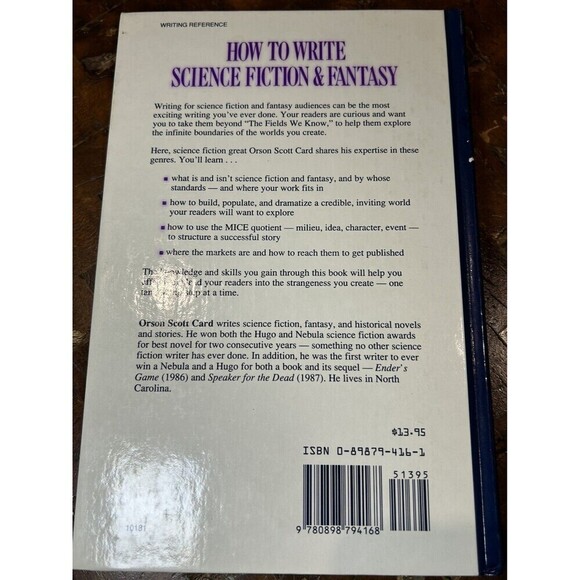 WRITING REFERENCE
HOW TO WRITE
SCIENCE FICTION & FANTASY
Writing for science fiction and fantasy audiences can be the most
exciting writing you've ever done. Your readers are curious and want
you to take them beyond "The Fields We Know," to help them explore
the infinite boundaries of the worlds you create.
Here, science fiction great Orson Scott Card shares his expertise in these
genres. You'll learn . . .
▪ what is and isn't science fiction and fantasy, and by whose
standards — and where your work fits in
▪ how to build, populate, and dramatize a credible, inviting world
your readers will want to explore
▪ how to use the MICE quotient — milieu, idea, character, event —
to structure a successful story
▪ where the markets are and how to reach them to get published
The knowledge and skills you gain through this book will help you
your readers into the strangeness you create — one
step at a time.
Orson Scott Card writes science fiction, fantasy, and historical novels
and stories. He won both the Hugo and Nebula science fiction awards
for best novel for two consecutive years — something no other science
fiction writer has ever done. In addition, he was the first writer to ever
win a Nebula and a Hugo for both a book and its sequel — Ender's
Game (1986) and Speaker for the Dead (1987). He lives in North
Carolina.
$13.95
ISBN 0-89879-416-1
51395
9 780898 794168
10181